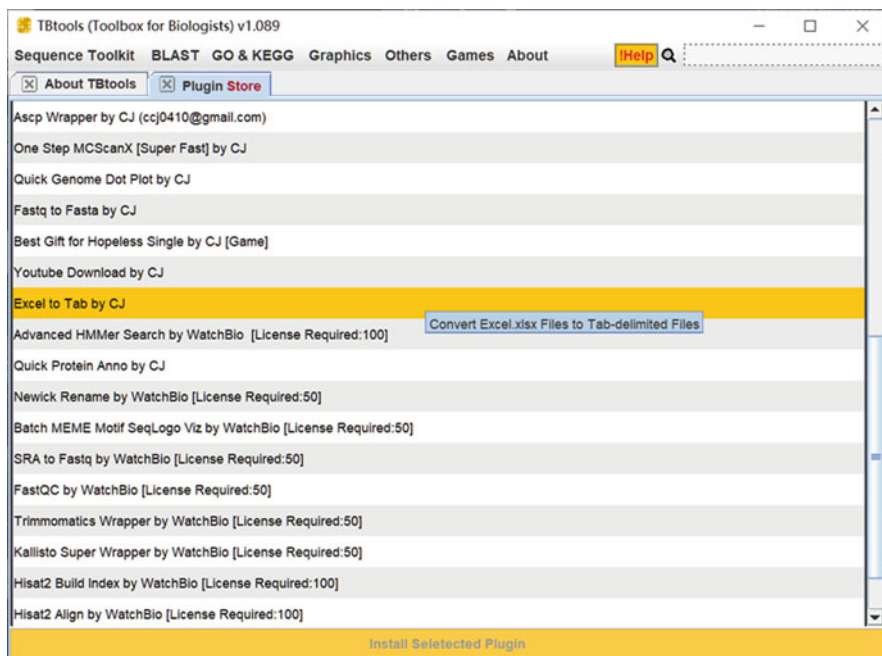 TBtools (Toolbox for Biologists) v1.089
Sequence Toolkit BLAST GO & KEGG Graphics Others Games About !Help
About TBtools Plugin Store
Ascp Wrapper by CJ (ccj0410@gmail.com)
One Step MCScanX [Super Fast] by CJ
Quick Genome Dot Plot by CJ
Fastq to Fasta by CJ
Best Gift for Hopeless Single by CJ [Game]
Youtube Download by CJ
Excel to Tab by CJ
Convert Excel.xlsx Files to Tab-delimited Files
Advanced HMMer Search by WatchBio [License Required:100]
Quick Protein Anno by CJ
Newick Rename by WatchBio [License Required:50]
Batch MEME Motif SeqLogo Viz by WatchBio [License Required:50]
SRA to Fastq by WatchBio [License Required:50]
FastQC by WatchBio [License Required:50]
Trimmomatics Wrapper by WatchBio [License Required:50]
Kallisto Super Wrapper by WatchBio [License Required:50]
Hisat2 Build Index by WatchBio [License Required:100]
Hisat2 Align by WatchBio [License Required:100]
Install Seletected Plugin